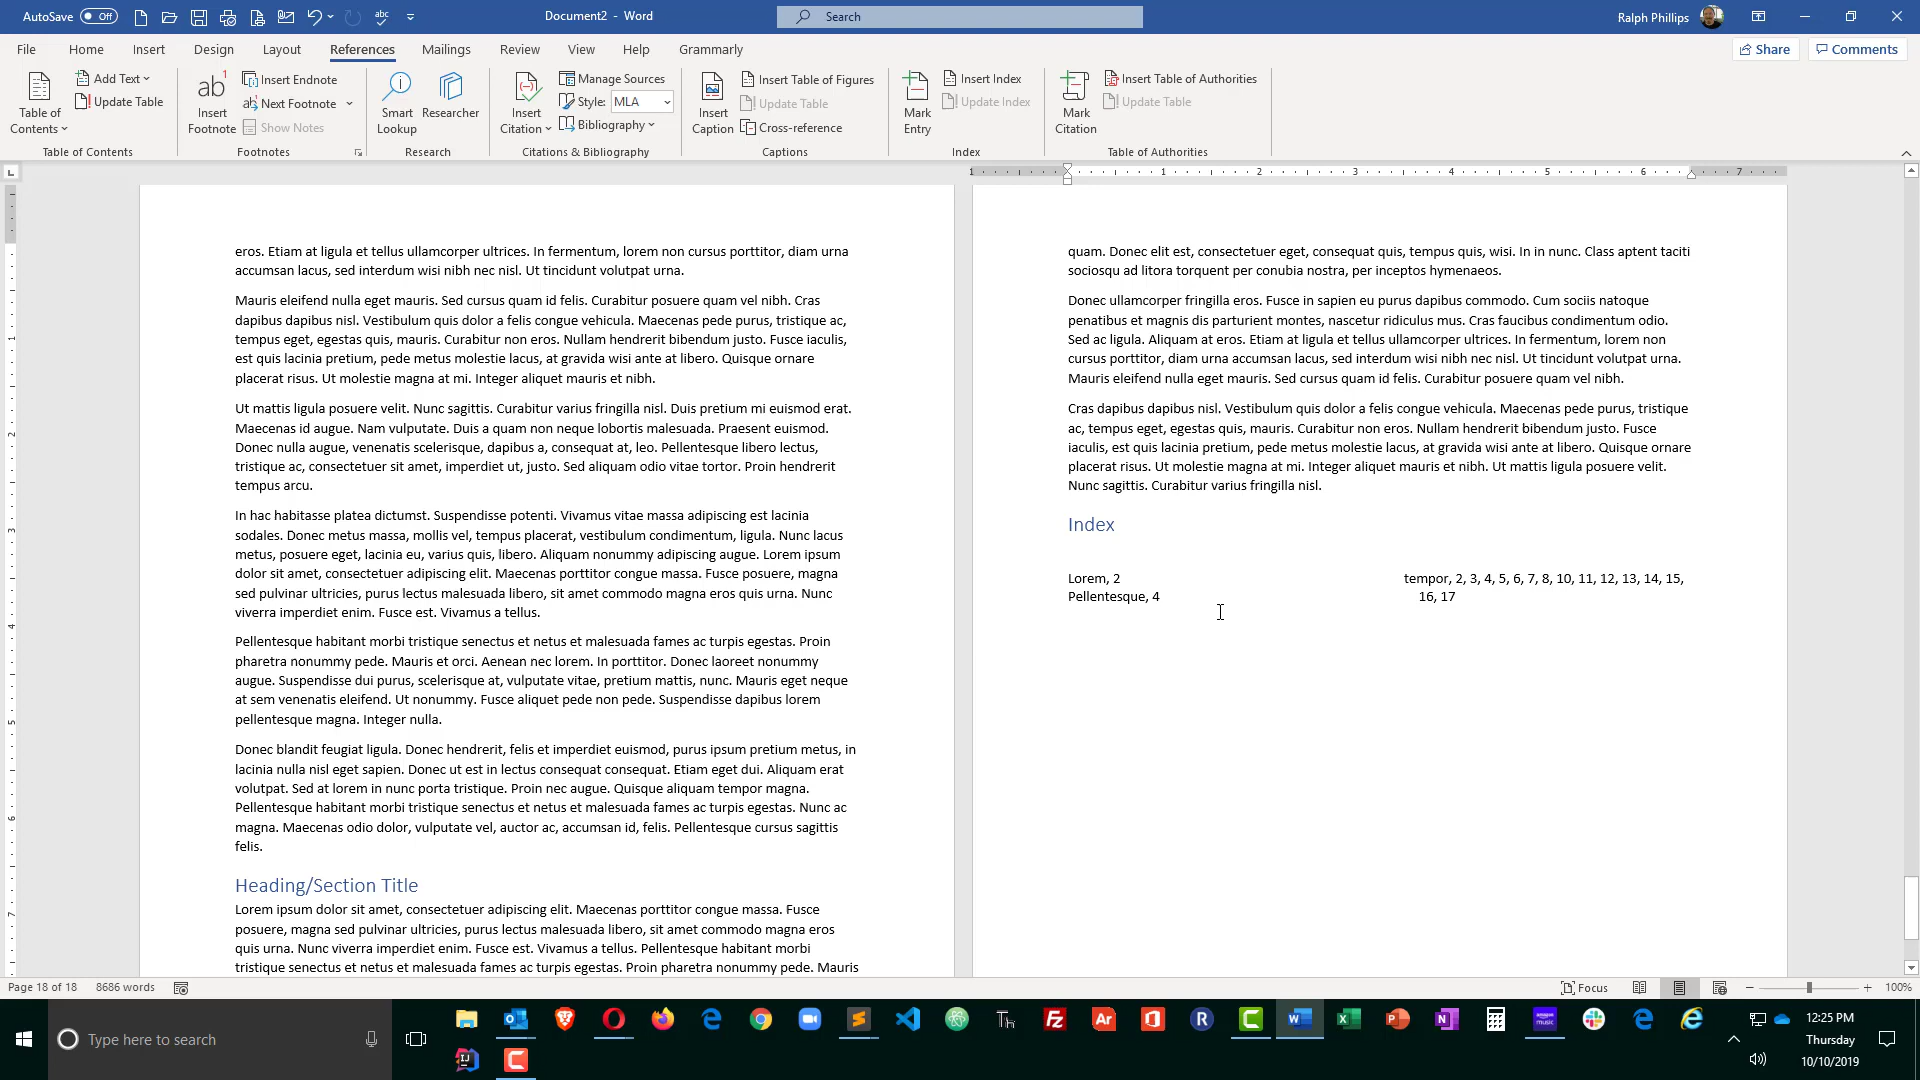 AutoSave Off abc Document2 - Word Search Ralph Phillips
File Home Insert Design Layout References Mailings Review View Help Grammarly Share Comments
Table of Contents
Add Text
Update Table
Table of Contents
ab1
Insert Footnote
Insert Endnote
Next Footnote
Show Notes
Footnotes
Smart Lookup
Researcher
Research
Insert Citation
Manage Sources
Style: MLA
Bibliography
Citations & Bibliography
Insert Caption
Insert Table of Figures
Update Table
Cross-reference
Captions
Mark Entry
Insert Index
Update Index
Index
Mark Citation
Insert Table of Authorities
Update Table
Table of Authorities
1 1 2 3 4 5 6 7
1
2
3
4
5
6
7
eros. Etiam at ligula et tellus ullamcorper ultrices. In fermentum, lorem non cursus porttitor, diam urna
accumsan lacus, sed interdum wisi nibh nec nisl. Ut tincidunt volutpat urna.
Mauris eleifend nulla eget mauris. Sed cursus quam id felis. Curabitur posuere quam vel nibh. Cras
dapibus dapibus nisl. Vestibulum quis dolor a felis congue vehicula. Maecenas pede purus, tristique ac,
tempus eget, egestas quis, mauris. Curabitur non eros. Nullam hendrerit bibendum justo. Fusce iaculis,
est quis lacinia pretium, pede metus molestie lacus, at gravida wisi ante at libero. Quisque ornare
placerat risus. Ut molestie magna at mi. Integer aliquet mauris et nibh.
Ut mattis ligula posuere velit. Nunc sagittis. Curabitur varius fringilla nisl. Duis pretium mi euismod erat.
Maecenas id augue. Nam vulputate. Duis a quam non neque lobortis malesuada. Praesent euismod.
Donec nulla augue, venenatis scelerisque, dapibus a, consequat at, leo. Pellentesque libero lectus,
tristique ac, consectetuer sit amet, imperdiet ut, justo. Sed aliquam odio vitae tortor. Proin hendrerit
tempus arcu.
In hac habitasse platea dictumst. Suspendisse potenti. Vivamus vitae massa adipiscing est lacinia
sodales. Donec metus massa, mollis vel, tempus placerat, vestibulum condimentum, ligula. Nunc lacus
metus, posuere eget, lacinia eu, varius quis, libero. Aliquam nonummy adipiscing augue. Lorem ipsum
dolor sit amet, consectetuer adipiscing elit. Maecenas porttitor congue massa. Fusce posuere, magna
sed pulvinar ultricies, purus lectus malesuada libero, sit amet commodo magna eros quis urna. Nunc
viverra imperdiet enim. Fusce est. Vivamus a tellus.
Pellentesque habitant morbi tristique senectus et netus et malesuada fames ac turpis egestas. Proin
pharetra nonummy pede. Mauris et orci. Aenean nec lorem. In porttitor. Donec laoreet nonummy
augue. Suspendisse dui purus, scelerisque at, vulputate vitae, pretium mattis, nunc. Mauris eget neque
at sem venenatis eleifend. Ut nonummy. Fusce aliquet pede non pede. Suspendisse dapibus lorem
pellentesque magna. Integer nulla.
Donec blandit feugiat ligula. Donec hendrerit, felis et imperdiet euismod, purus ipsum pretium metus, in
lacinia nulla nisl eget sapien. Donec ut est in lectus consequat consequat. Etiam eget dui. Aliquam erat
volutpat. Sed at lorem in nunc porta tristique. Proin nec augue. Quisque aliquam tempor magna.
Pellentesque habitant morbi tristique senectus et netus et malesuada fames ac turpis egestas. Nunc ac
magna. Maecenas odio dolor, vulputate vel, auctor ac, accumsan id, felis. Pellentesque cursus sagittis
felis.
Heading/Section Title
Lorem ipsum dolor sit amet, consectetuer adipiscing elit. Maecenas porttitor congue massa. Fusce
posuere, magna sed pulvinar ultricies, purus lectus malesuada libero, sit amet commodo magna eros
quis urna. Nunc viverra imperdiet enim. Fusce est. Vivamus a tellus. Pellentesque habitant morbi
tristique senectus et netus et malesuada fames ac turpis egestas. Proin pharetra nonummy pede. Mauris
quam. Donec elit est, consectetuer eget, consequat quis, tempus quis, wisi. In in nunc. Class aptent taciti
sociosqu ad litora torquent per conubia nostra, per inceptos hymenaeos.
Donec ullamcorper fringilla eros. Fusce in sapien eu purus dapibus commodo. Cum sociis natoque
penatibus et magnis dis parturient montes, nascetur ridiculus mus. Cras faucibus condimentum odio.
Sed ac ligula. Aliquam at eros. Etiam at ligula et tellus ullamcorper ultrices. In fermentum, lorem non
cursus porttitor, diam urna accumsan lacus, sed interdum wisi nibh nec nisl. Ut tincidunt volutpat urna.
Mauris eleifend nulla eget mauris. Sed cursus quam id felis. Curabitur posuere quam vel nibh.
Cras dapibus dapibus nisl. Vestibulum quis dolor a felis congue vehicula. Maecenas pede purus, tristique
ac, tempus eget, egestas quis, mauris. Curabitur non eros. Nullam hendrerit bibendum justo. Fusce
iaculis, est quis lacinia pretium, pede metus molestie lacus, at gravida wisi ante at libero. Quisque ornare
placerat risus. Ut molestie magna at mi. Integer aliquet mauris et nibh. Ut mattis ligula posuere velit.
Nunc sagittis. Curabitur varius fringilla nisl.
Index
Lorem, 2
Pellentesque, 4
tempor, 2, 3, 4, 5, 6, 7, 8, 10, 11, 12, 13, 14, 15,
16, 17
Page 18 of 18 8686 words Focus 100%
Type here to search
12:25 PM
Thursday
10/10/2019